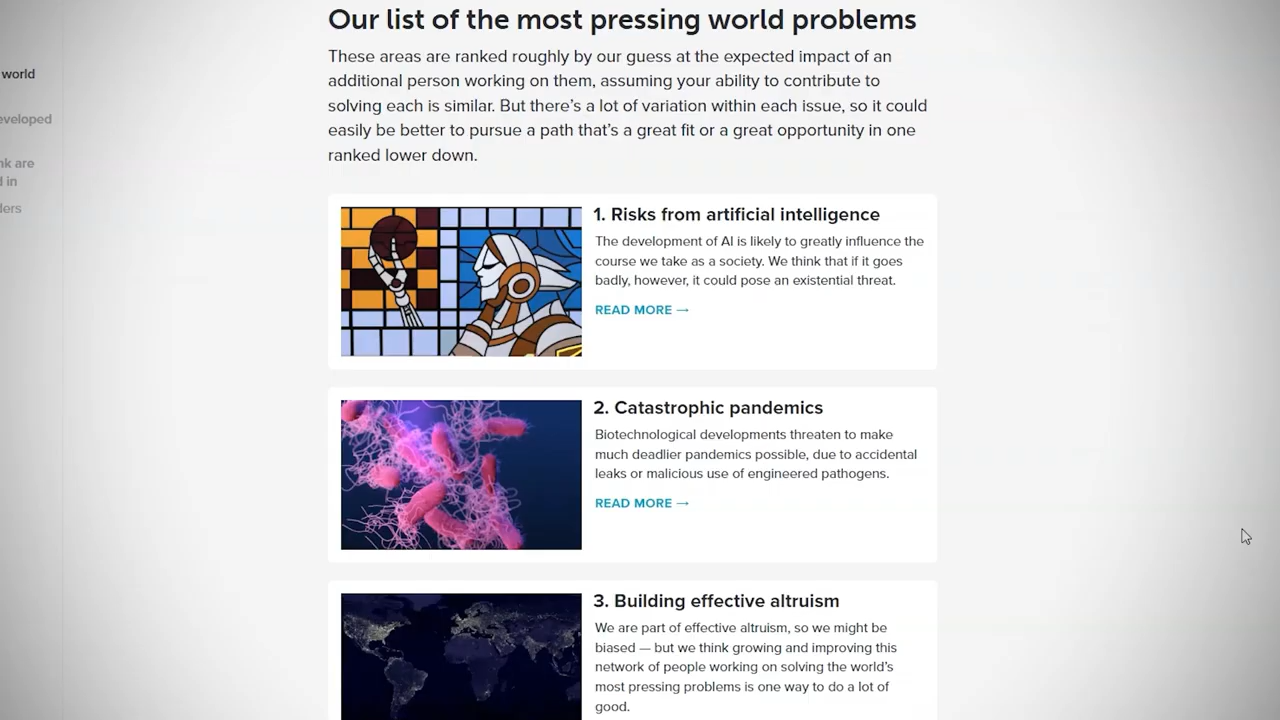 Our list of the most pressing world problems
These areas are ranked roughly by our guess at the expected impact of an
additional person working on them, assuming your ability to contribute to
solving each is similar. But there's a lot of variation within each issue, so it could
easily be better to pursue a path that's a great fit or a great opportunity in one
ranked lower down.
world
eveloped
nk are
d in
ders
1. Risks from artificial intelligence
The development of AI is likely to greatly influence the
course we take as a society. We think that if it goes
badly, however, it could pose an existential threat.
READ MORE →
2. Catastrophic pandemics
Biotechnological developments threaten to make
much deadlier pandemics possible, due to accidental
leaks or malicious use of engineered pathogens.
READ MORE →
3. Building effective altruism
We are part of effective altruism, so we might be
biased — but we think growing and improving this
network of people working on solving the world's
most pressing problems is one way to do a lot of
good.